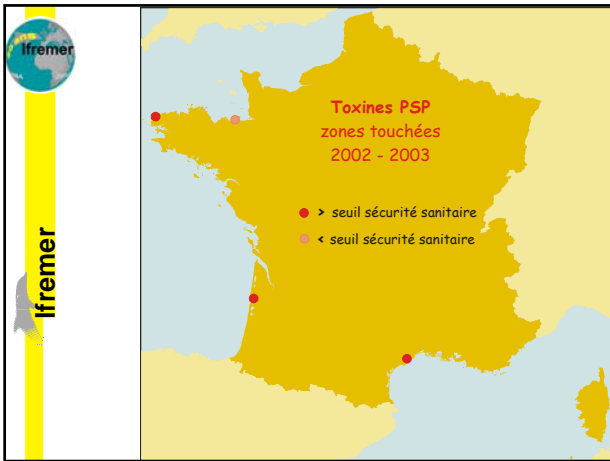 Ifremer
Ifremer
Toxines PSP
zones touchées
2002 - 2003
> seuil sécurité sanitaire
< seuil sécurité sanitaire